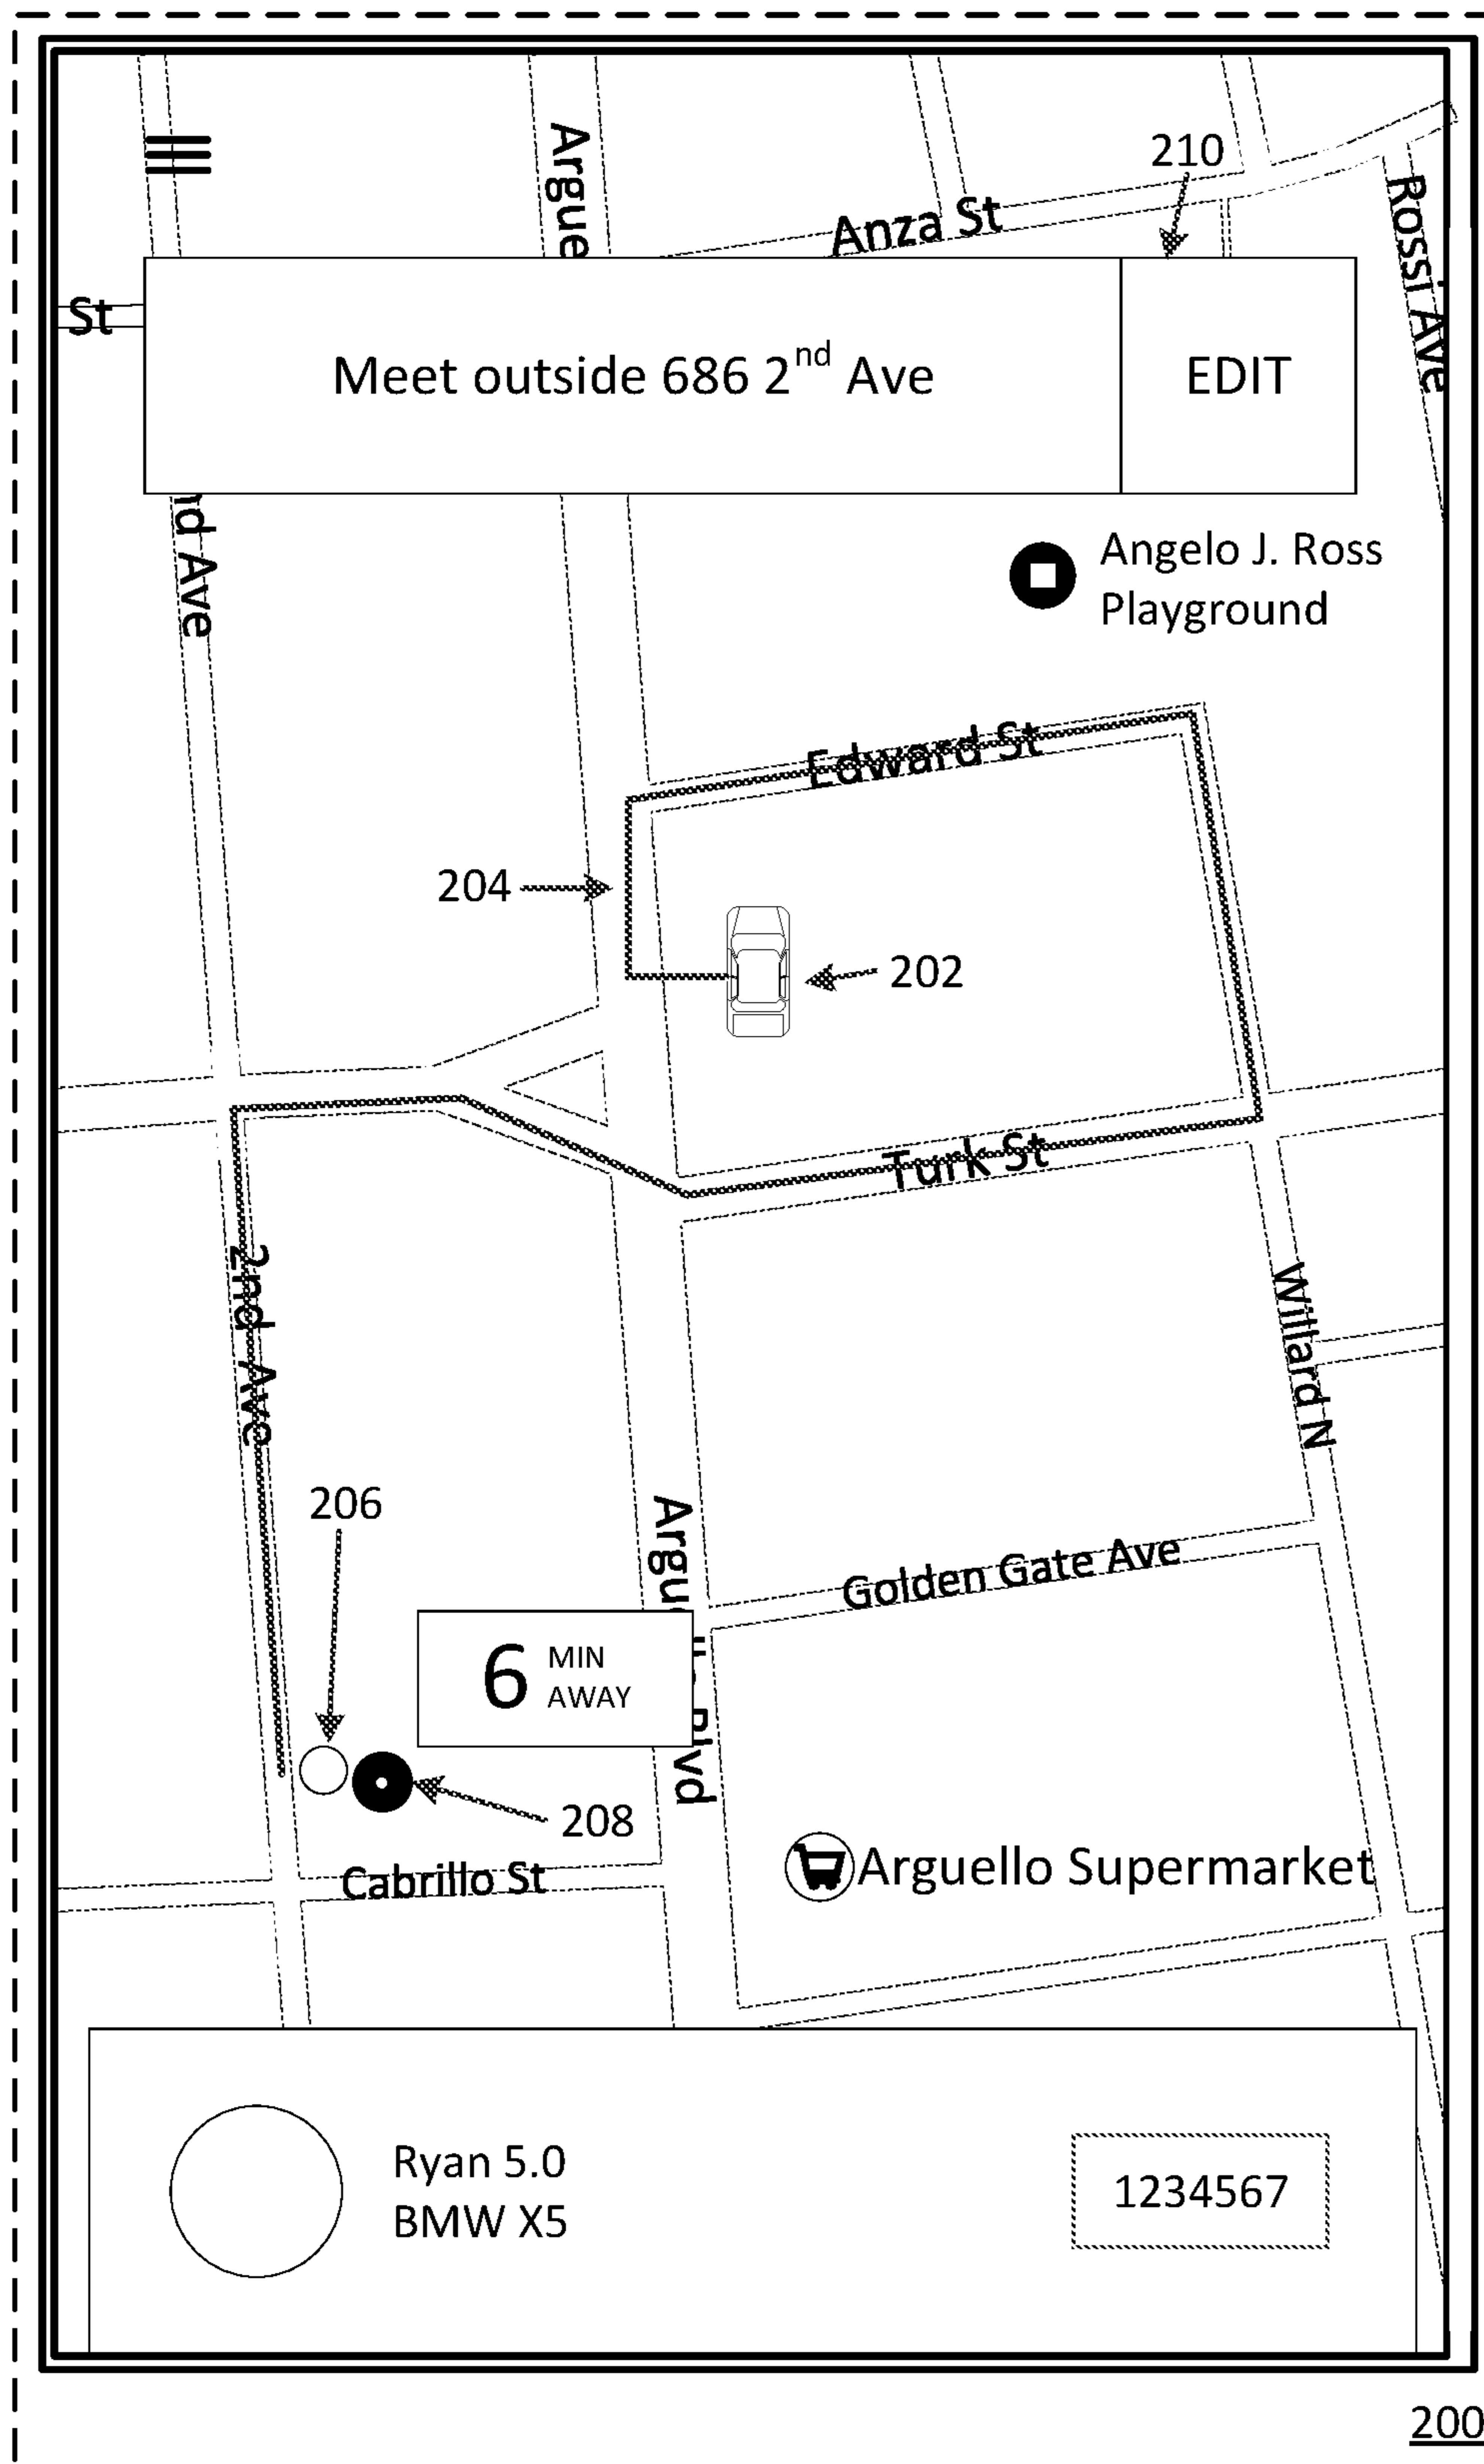 210
Argue
Anza St
Rossi Ave
St
Meet outside 686 2nd Ave
EDIT
nd Ave
Angelo J. Ross
Playground
Edward St
204
202
Turk St
2nd Ave
Willard N
206
Argu
Golden Gate Ave
6 MIN
AWAY
Blvd
208
Cabrillo St
Arguello Supermarket
Ryan 5.0
BMW X5
1234567
200